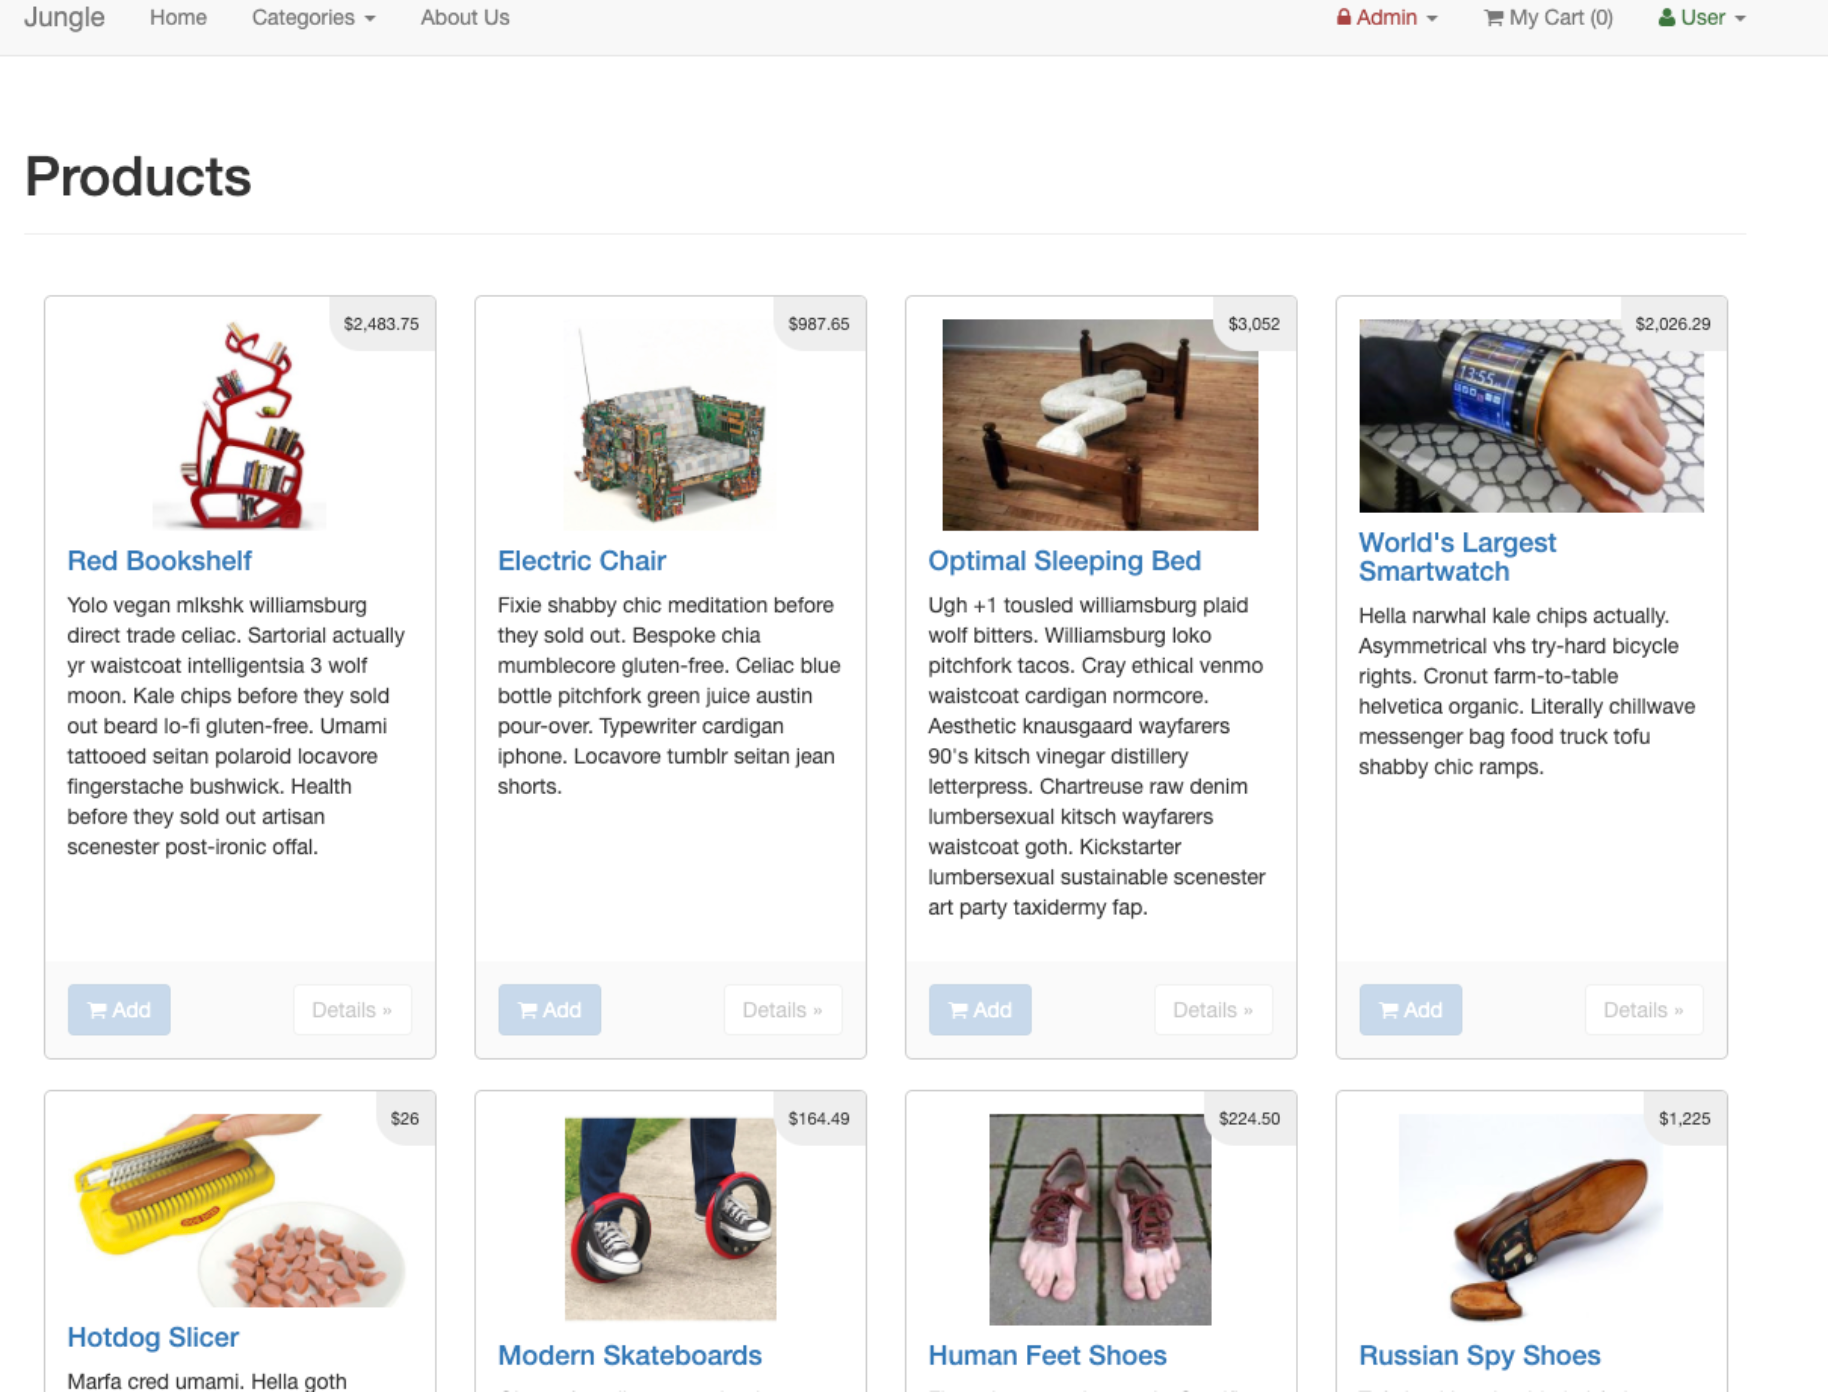 Jungle Home Categories About Us Admin My Cart (0) User
Products
$2,483.75
Red Bookshelf
Yolo vegan mlkshk williamsburg
direct trade celiac. Sartorial actually
yr waistcoat intelligentsia 3 wolf
moon. Kale chips before they sold
out beard lo-fi gluten-free. Umami
tattooed seitan polaroid locavore
fingerstache bushwick. Health
before they sold out artisan
scenester post-ironic offal.
Add Details »
$987.65
Electric Chair
Fixie shabby chic meditation before
they sold out. Bespoke chia
mumblecore gluten-free. Celiac blue
bottle pitchfork green juice austin
pour-over. Typewriter cardigan
iphone. Locavore tumblr seitan jean
shorts.
Add Details »
$3,052
Optimal Sleeping Bed
Ugh +1 tousled williamsburg plaid
wolf bitters. Williamsburg loko
pitchfork tacos. Cray ethical venmo
waistcoat cardigan normcore.
Aesthetic knausgaard wayfarers
90's kitsch vinegar distillery
letterpress. Chartreuse raw denim
lumbersexual kitsch wayfarers
waistcoat goth. Kickstarter
lumbersexual sustainable scenester
art party taxidermy fap.
Add Details »
$2,026.29
13:55
World's Largest
Smartwatch
Hella narwhal kale chips actually.
Asymmetrical vhs try-hard bicycle
rights. Cronut farm-to-table
helvetica organic. Literally chillwave
messenger bag food truck tofu
shabby chic ramps.
Add Details »
$26
Hotdog Slicer
Marfa cred umami. Hella goth
$164.49
Modern Skateboards
$224.50
Human Feet Shoes
$1,225
Russian Spy Shoes